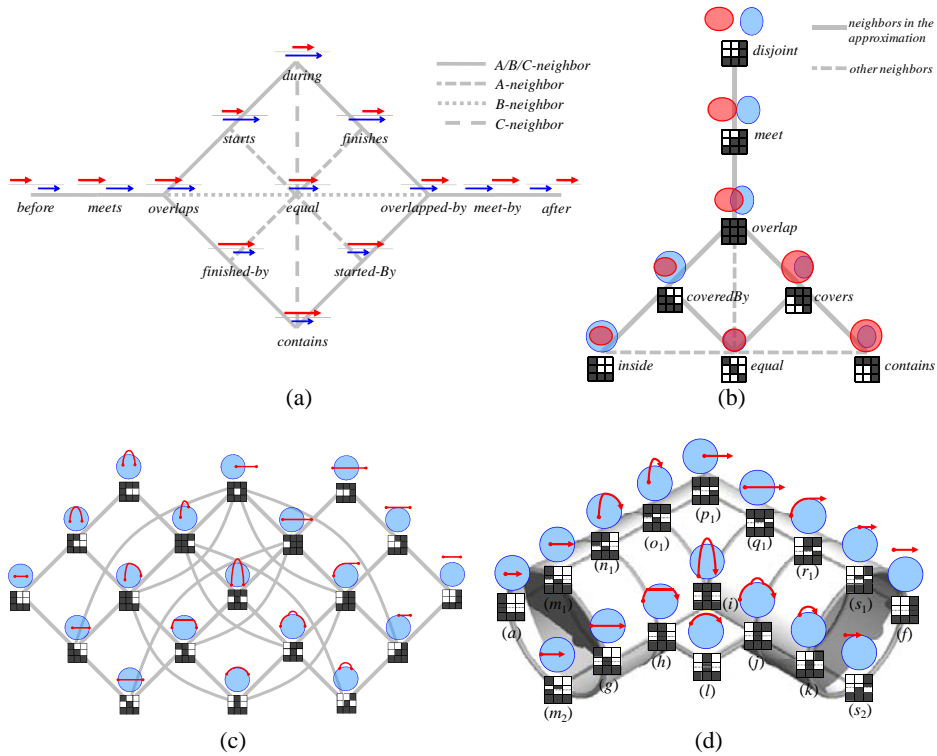 during
A/B/C-neighbor
A-neighbor
B-neighbor
C-neighbor
starts
finishes
before
meets
overlaps
equal
overlapped-by
meet-by
after
finished-by
started-By
contains
(a)
neighbors in the
approximation
other neighbors
disjoint
meet
overlap
coveredBy
covers
inside
equal
contains
(b)
(c)
(p1)
(o1)
(q1)
(n1)
(r1)
(m1)
(i)
(s1)
(a)
(f)
(g)
(h)
(l)
(j)
(k)
(m2)
(s2)
(d)